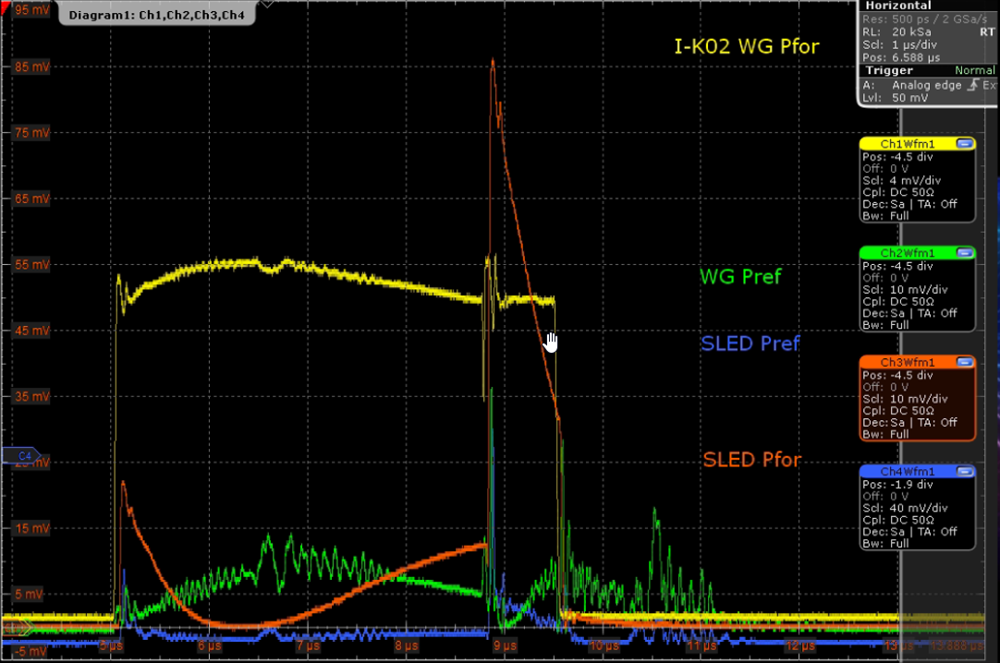 95 mV
Diagram1: Ch1,Ch2,Ch3,Ch4
85 mV
75 mV
65 mV
55 mV
45 mV
35 mV
15 mV
5 mV
-5 mV
C4
I-K02 WG Pfor
WG Pref
SLED Pref
SLED Pfor
5 µs
6 µs
7 µs
8 µs
9 µs
10 µs
11 µs
12 µs
13.888 µs
Horizontal
Res: 500 ps / 2 GSa/s
RL: 20 kSa RT
Scl: 1 µs/div
Pos: 6.588 µs
Trigger Normal
A: Analog edge Ex
Lvl: 50 mV
Ch1Wfm1
Pos: -4.5 div
Off: 0 V
Scl: 4 mV/div
Cpl: DC 50Ω
Dec: Sa | TA: Off
Bw: Full
Ch2Wfm1
Pos: -4.5 div
Off: 0 V
Scl: 10 mV/div
Cpl: DC 50Ω
Dec: Sa | TA: Off
Bw: Full
Ch3Wfm1
Pos: -4.5 div
Off: 0 V
Scl: 10 mV/div
Cpl: DC 50Ω
Dec: Sa | TA: Off
Bw: Full
Ch4Wfm1
Pos: -1.9 div
Off: 0 V
Scl: 40 mV/div
Cpl: DC 50Ω
Dec: Sa | TA: Off
Bw: Full